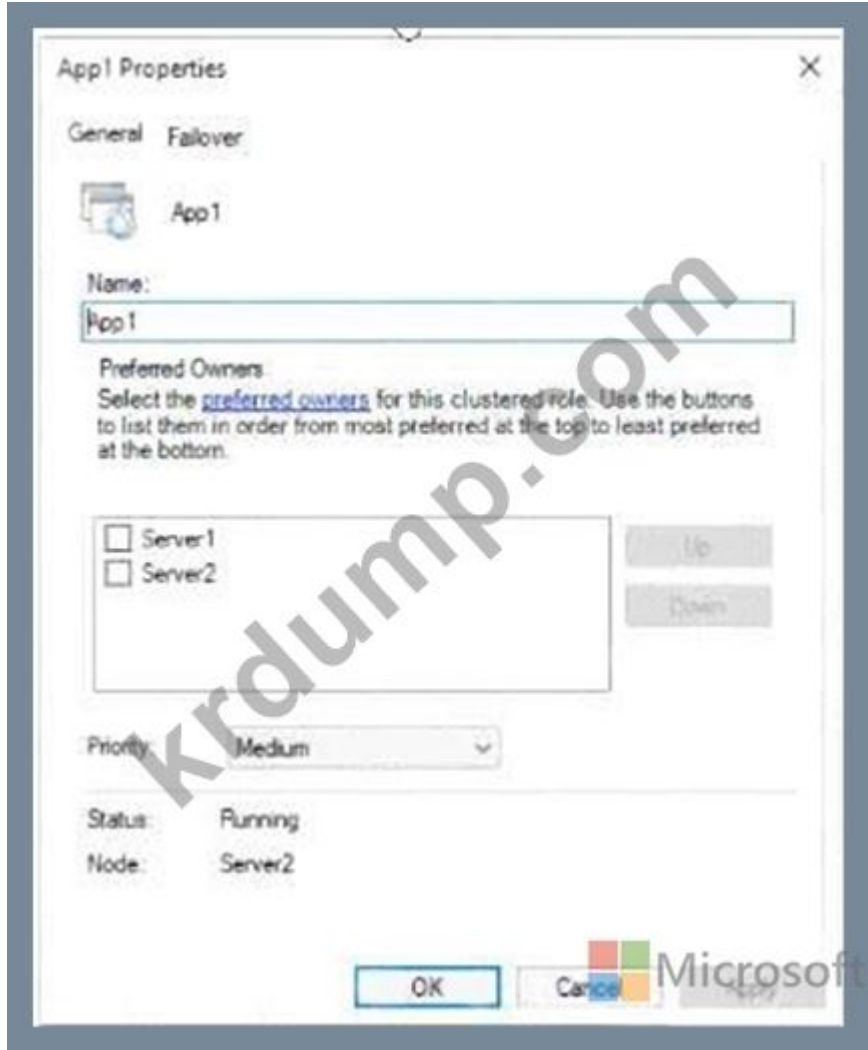 App1 Properties
General Failover
App1
Name:
App1
Preferred Owners
Select the preferred owners for this clustered role. Use the buttons
to list them in order from most preferred at the top to least preferred
at the bottom.
Server1
Up
Server2
Down
Priority: Medium
Status: Running
Node: Server2
OK Cancel Apply
Microsoft
krdump.com